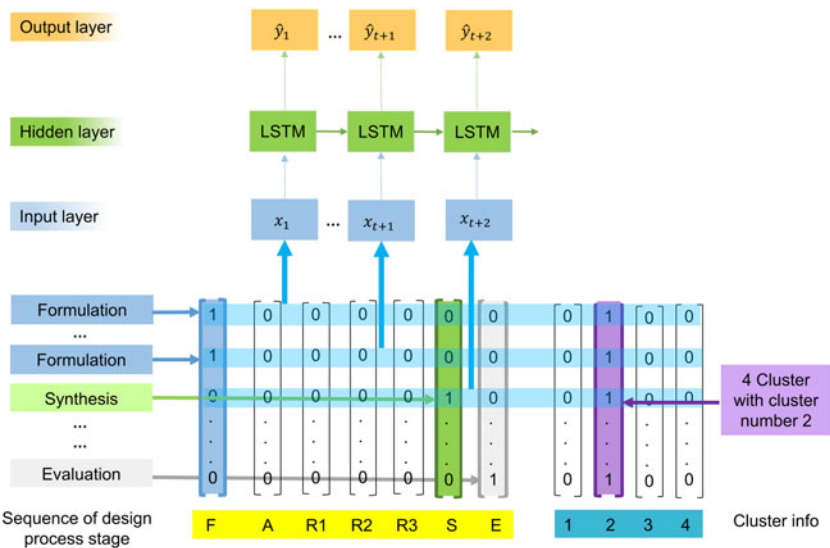 Output layer ŷ₁ ... ŷₜ₊₁ ŷₜ₊₂
Hidden layer LSTM LSTM LSTM
Input layer x₁ ... xₜ₊₁ xₜ₊₂
Formulation 1 0 0 0 0 0 0 0 1 0 0
...
Formulation 1 0 0 0 0 0 0 0 1 0 0
Synthesis 0 0 0 0 0 1 0 0 1 0 0
... . . . . . . . . . . .
... . . . . . . . . . . .
. . . . . . . . . . .
Evaluation 0 0 0 0 0 0 1 0 1 0 0
4 Cluster
with cluster
number 2
Sequence of design
process stage
F A R1 R2 R3 S E 1 2 3 4 Cluster info